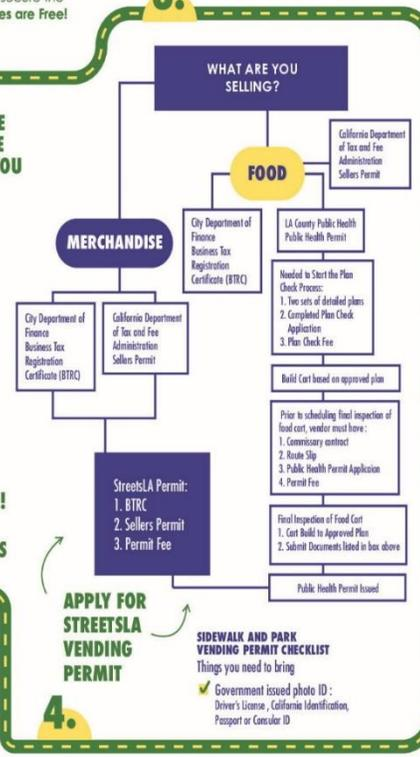 es are Free!
3.
E
E
OU
WHAT ARE YOU
SELLING?
California Department
of Tax and Fee
Administration
Sellers Permit
FOOD
City Department of
Finance
Business Tax
Registration
Certificate (BTRC)
LA County Public Health
Public Health Permit
MERCHANDISE
Needed to Start the Plan
Check Process:
1. Two sets of detailed plans
2. Completed Plan Check
Application
3. Plan Check Fee
City Department of
Finance
Business Tax
Registration
Certificate (BTRC)
California Department
of Tax and Fee
Administration
Sellers Permit
Build Cart based on approved plan
Prior to scheduling final inspection of
food cart, vendor must have :
1. Commissary contract
2. Route Slip
3. Public Health Permit Applicaion
4. Permit Fee
StreetsLA Permit:
1. BTRC
2. Sellers Permit
3. Permit Fee
!
S
Final Inspection of Food Cart
1. Cart Build to Approved Plan
2. Submit Documents listed in box above
Public Health Permit Issued
APPLY FOR
STREETSLA
VENDING
PERMIT
SIDEWALK AND PARK
VENDING PERMIT CHECKLIST
Things you need to bring
Government issued photo ID :
Driver's License , California Identification,
Passport or Consular ID
4.